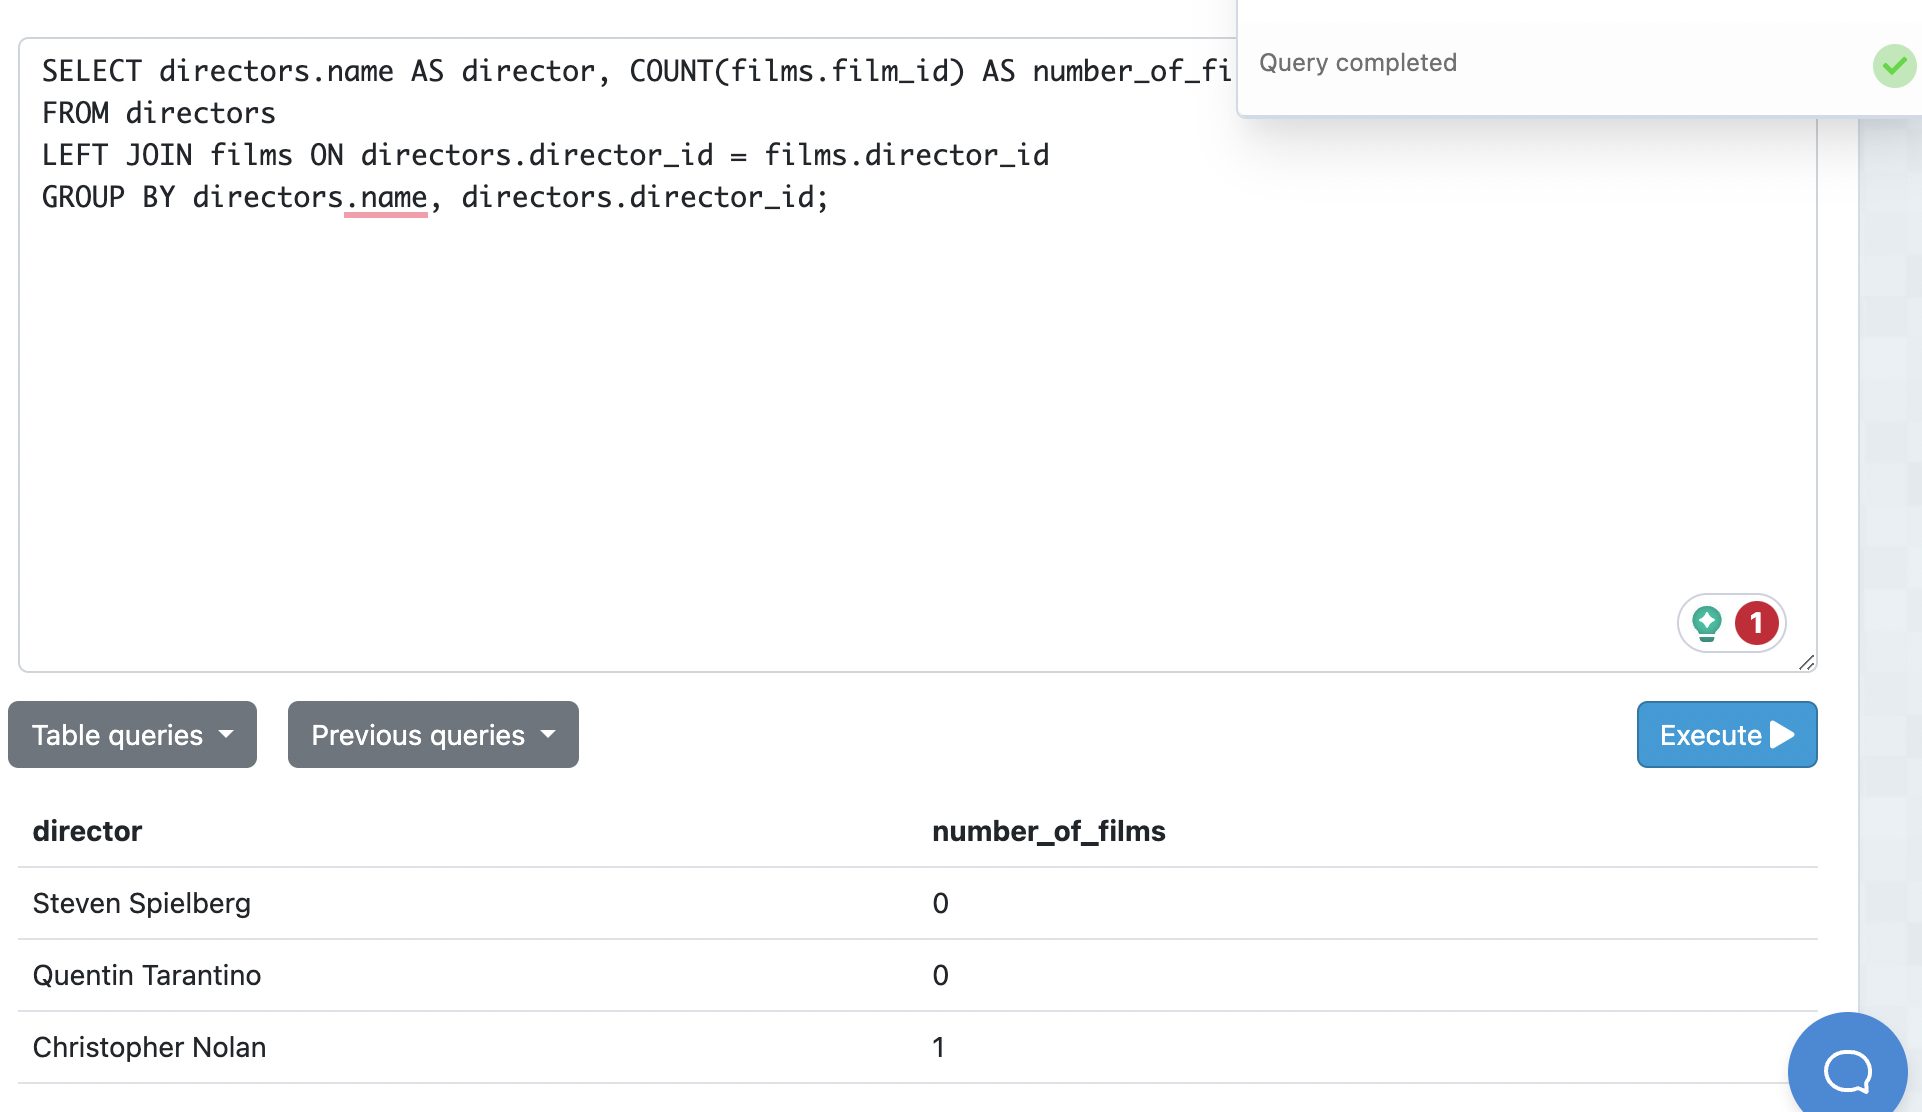 SELECT directors.name AS director, COUNT(films.film_id) AS number_of_fi
FROM directors
LEFT JOIN films ON directors.director_id = films.director_id
GROUP BY directors.name, directors.director_id;
Query completed
1
Table queries
Previous queries
Execute
director number_of_films
Steven Spielberg 0
Quentin Tarantino 0
Christopher Nolan 1